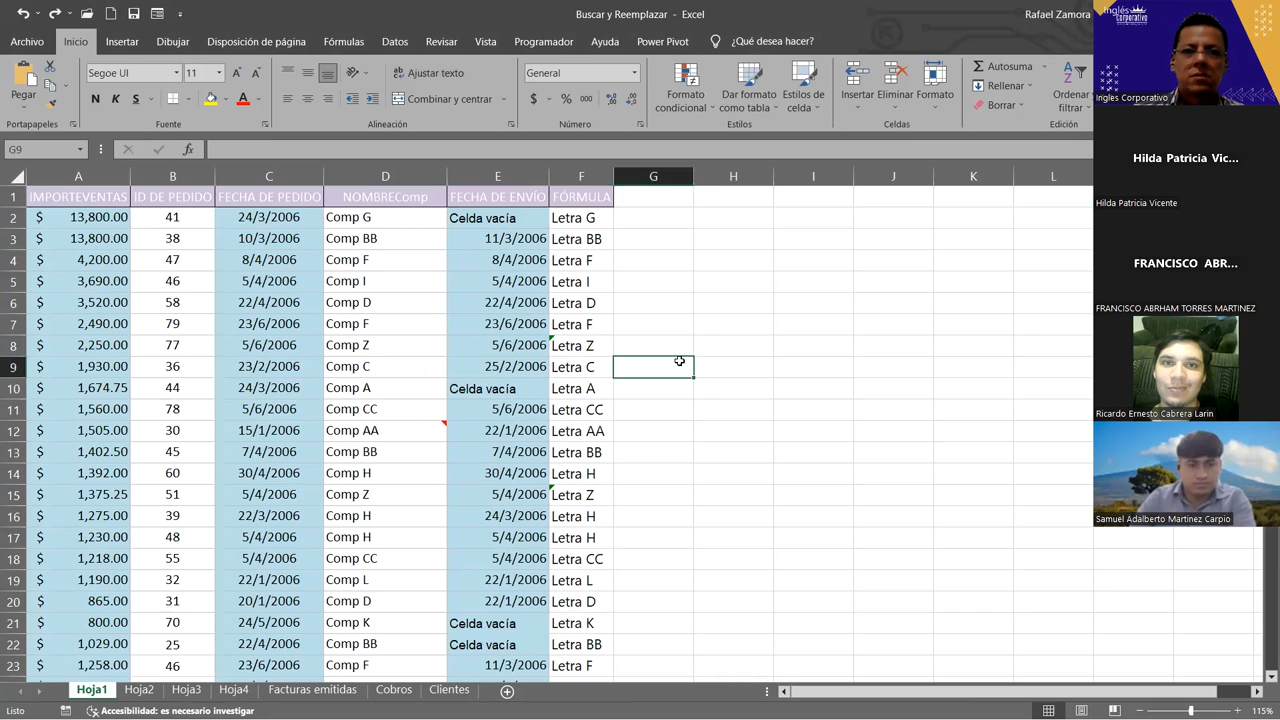 Buscar y Reemplazar - Excel
Rafael Zamora
Archivo Inicio Insertar Dibujar Disposición de página Fórmulas Datos Revisar Vista Programador Ayuda Power Pivot ¿Qué desea hacer?
Pegar
Segoe UI 11
Ajustar texto
General
Autosuma
Rellenar
Borrar
N K S
Combinar y centrar
$ % 000
Formato condicional
Dar formato como tabla
Estilos de celda
Insertar Eliminar Formato
Ordenar
filtrar
Portapapeles Fuente Alineación Número Estilos Celdas Edición
G9 fx
A B C D E F G H I J K L
1 IMPORTEVENTAS ID DE PEDIDO FECHA DE PEDIDO NOMBREComp FECHA DE ENVÍO FÓRMULA
2 $ 13,800.00 41 24/3/2006 Comp G Celda vacía Letra G
3 $ 13,800.00 38 10/3/2006 Comp BB 11/3/2006 Letra BB
4 $ 4,200.00 47 8/4/2006 Comp F 8/4/2006 Letra F
5 $ 3,690.00 46 5/4/2006 Comp I 5/4/2006 Letra I
6 $ 3,520.00 58 22/4/2006 Comp D 22/4/2006 Letra D
7 $ 2,490.00 79 23/6/2006 Comp F 23/6/2006 Letra F
8 $ 2,250.00 77 5/6/2006 Comp Z 5/6/2006 Letra Z
9 $ 1,930.00 36 23/2/2006 Comp C 25/2/2006 Letra C
10 $ 1,674.75 44 24/3/2006 Comp A Celda vacía Letra A
11 $ 1,560.00 78 5/6/2006 Comp CC 5/6/2006 Letra CC
12 $ 1,505.00 30 15/1/2006 Comp AA 22/1/2006 Letra AA
13 $ 1,402.50 45 7/4/2006 Comp BB 7/4/2006 Letra BB
14 $ 1,392.00 60 30/4/2006 Comp H 30/4/2006 Letra H
15 $ 1,375.25 51 5/4/2006 Comp Z 5/4/2006 Letra Z
16 $ 1,275.00 39 22/3/2006 Comp H 24/3/2006 Letra H
17 $ 1,230.00 48 5/4/2006 Comp H 5/4/2006 Letra H
18 $ 1,218.00 55 5/4/2006 Comp CC 5/4/2006 Letra CC
19 $ 1,190.00 32 22/1/2006 Comp L 22/1/2006 Letra L
20 $ 865.00 31 20/1/2006 Comp D 22/1/2006 Letra D
21 $ 800.00 70 24/5/2006 Comp K Celda vacía Letra K
22 $ 1,029.00 25 22/4/2006 Comp BB Celda vacía Letra BB
23 $ 1,258.00 46 23/6/2006 Comp F 11/3/2006 Letra F
Hoja1 Hoja2 Hoja3 Hoja4 Facturas emitidas Cobros Clientes
Listo Accesibilidad: es necesario investigar 115%
Inglés
Corporativo
Ingles Corporativo
Hilda Patricia Vic...
Hilda Patricia Vicente
FRANCISCO ABR...
FRANCISCO ABRHAM TORRES MARTINEZ
Ricardo Ernesto Cabrera Larin
Samuel Adalberto Martinez Carpio